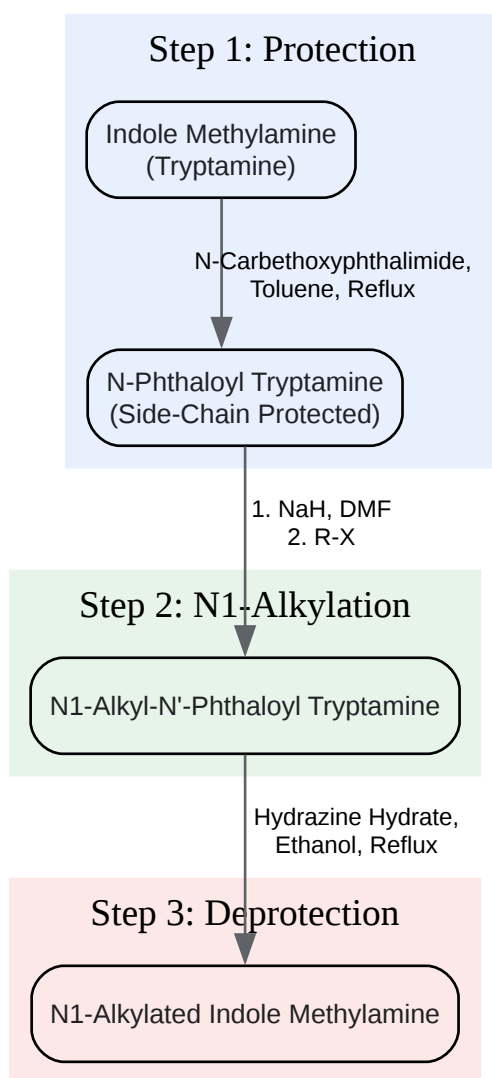 Step 1: Protection
Indole Methylamine
(Tryptamine)
N-Carbethoxyphthalimide,
Toluene, Reflux
N-Phthaloyl Tryptamine
(Side-Chain Protected)
1. NaH, DMF
2. R-X
Step 2: N1-Alkylation
N1-Alkyl-N'-Phthaloyl Tryptamine
Hydrazine Hydrate,
Ethanol, Reflux
Step 3: Deprotection
N1-Alkylated Indole Methylamine